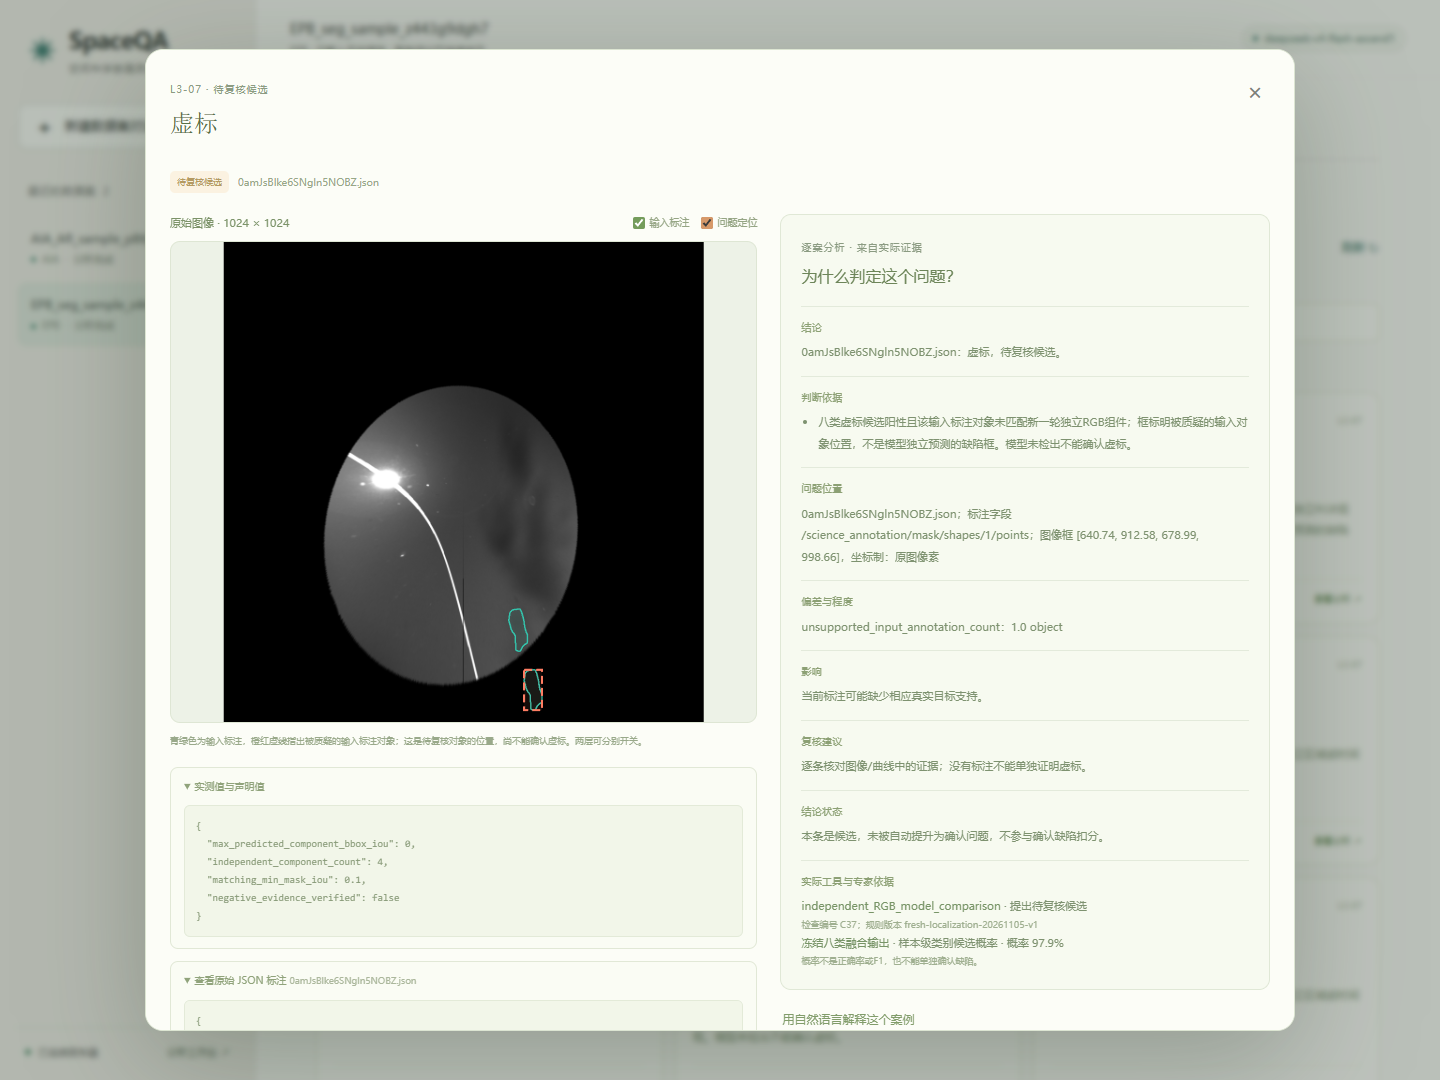 SpaceQA
L3-07 · 待复核候选
虚标
待复核候选 0amJsBlke6SNgln5NOBZ.json
原始图像 · 1024 × 1024
输入标注 问题定位
青绿色为输入标注，橙红虚线指出被质疑的输入标注对象；这是待复核对象的位置，尚不能确认虚标。两层可分别开关。
▼ 实测值与声明值
{
"max_predicted_component_bbox_iou": 0,
"independent_component_count": 4,
"matching_min_mask_iou": 0.1,
"negative_evidence_verified": false
}
▼ 查看原始 JSON 标注 0amJsBlke6SNgln5NOBZ.json
{
逐案分析 · 来自实际证据
为什么判定这个问题？
结论
0amJsBlke6SNgln5NOBZ.json：虚标，待复核候选。
判断依据
• 八类虚标候选阳性且该输入标注对象未匹配新一轮独立RGB组件；框标明被质疑的输入对
象位置，不是模型独立预测的缺陷框。模型未检出不能确认虚标。
问题位置
0amJsBlke6SNgln5NOBZ.json；标注字段
/science_annotation/mask/shapes/1/points；图像框 [640.74, 912.58, 678.99,
998.66]，坐标制：原图像素
偏差与程度
unsupported_input_annotation_count：1.0 object
影响
当前标注可能缺少相应真实目标支持。
复核建议
逐条核对图像/曲线中的证据；没有标注不能单独证明虚标。
结论状态
本条是候选，未被自动提升为确认问题，不参与确认缺陷扣分。
实际工具与专家依据
independent_RGB_model_comparison · 提出待复核候选
检查编号 C37；规则版本 fresh-localization-20261105-v1
冻结八类融合输出 · 样本级类别候选概率 · 概率 97.9%
概率不是正确率或F1，也不能单独确认缺陷。
用自然语言解释这个案例